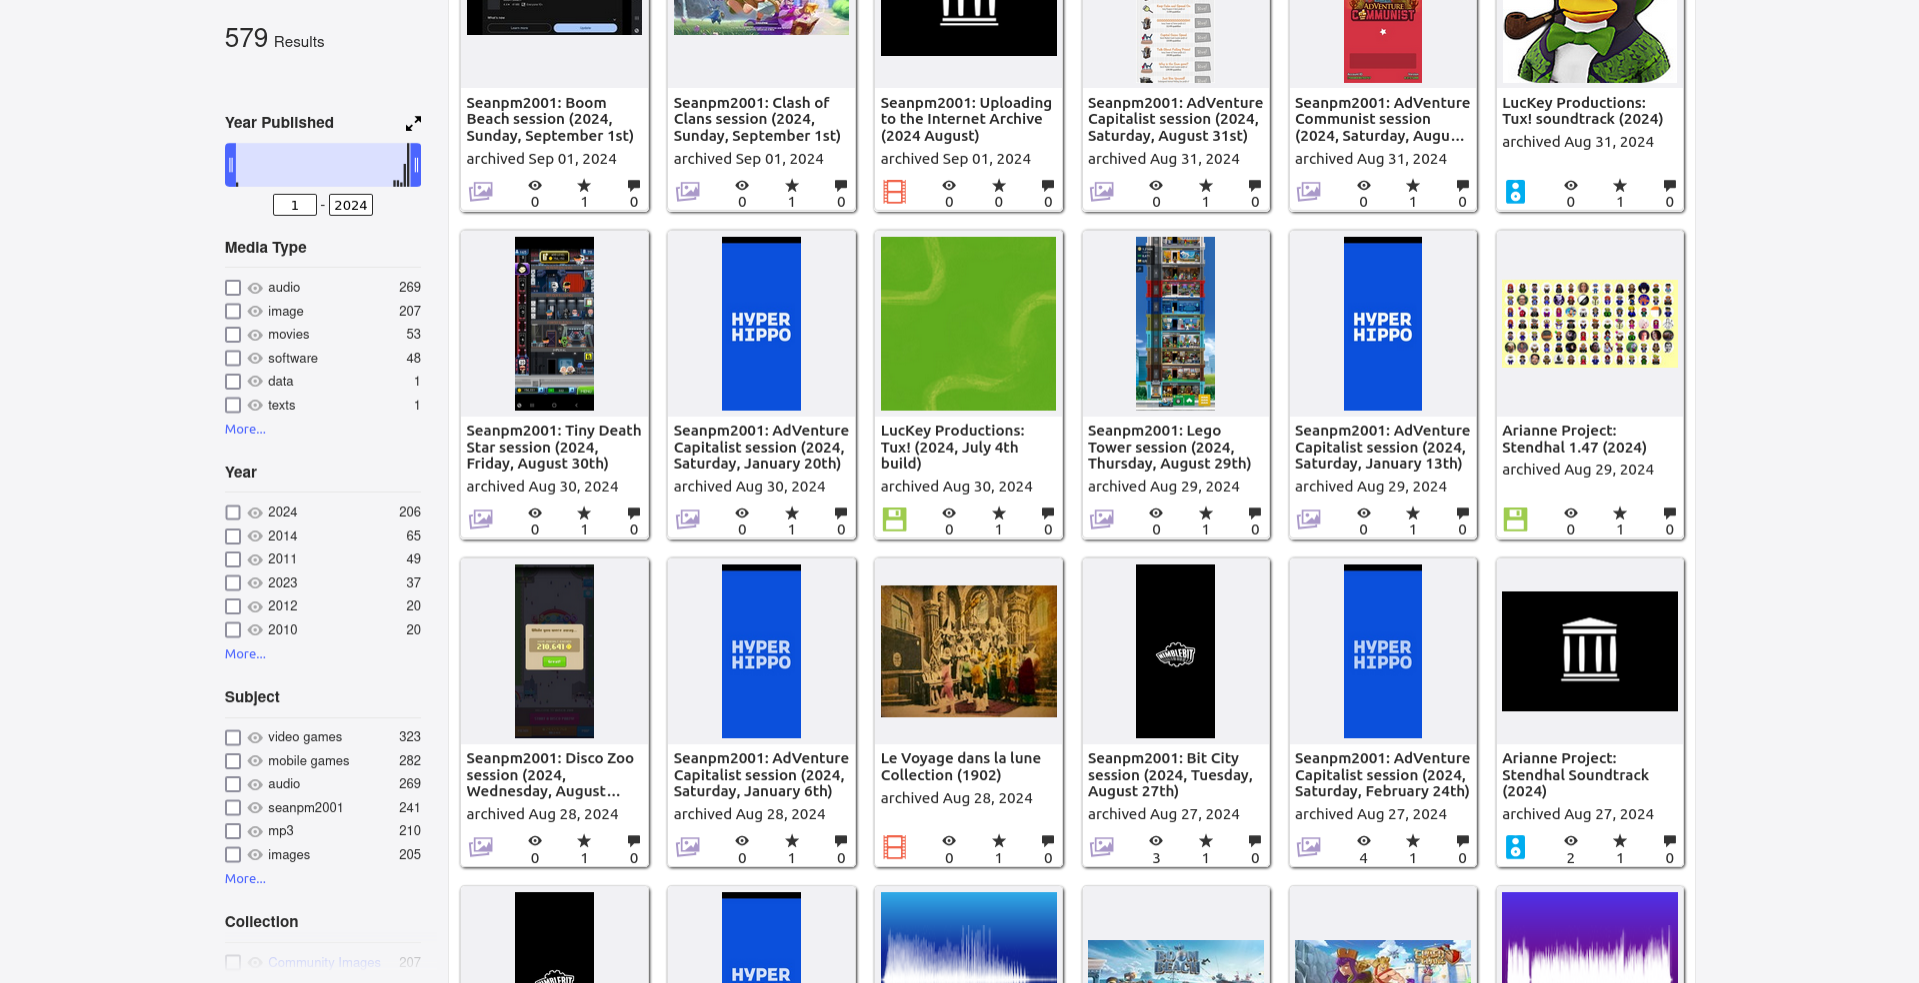 579 Results
Year Published
1 - 2024
Media Type
audio 269
image 207
movies 53
software 48
data 1
texts 1
More...
Year
2024 206
2014 65
2011 49
2023 37
2012 20
2010 20
More...
Subject
video games 323
mobile games 282
audio 269
seanpm2001 241
mp3 210
images 205
More...
Collection
Community Images 207
ADVENTURE
COMMUNIST
Seanpm2001: Boom
Beach session (2024,
Sunday, September 1st)
archived Sep 01, 2024
0 1 0
Seanpm2001: Clash of
Clans session (2024,
Sunday, September 1st)
archived Sep 01, 2024
0 1 0
Seanpm2001: Uploading
to the Internet Archive
(2024 August)
archived Sep 01, 2024
0 0 0
Seanpm2001: AdVenture
Capitalist session (2024,
Saturday, August 31st)
archived Aug 31, 2024
0 1 0
Seanpm2001: AdVenture
Communist session
(2024, Saturday, Augu...
archived Aug 31, 2024
0 1 0
LucKey Productions:
Tux! soundtrack (2024)
archived Aug 31, 2024
0 1 0
Seanpm2001: Tiny Death
Star session (2024,
Friday, August 30th)
archived Aug 30, 2024
0 1 0
HYPER
HIPPO
Seanpm2001: AdVenture
Capitalist session (2024,
Saturday, January 20th)
archived Aug 30, 2024
0 1 0
LucKey Productions:
Tux! (2024, July 4th
build)
archived Aug 30, 2024
0 1 0
Seanpm2001: Lego
Tower session (2024,
Thursday, August 29th)
archived Aug 29, 2024
0 1 0
HYPER
HIPPO
Seanpm2001: AdVenture
Capitalist session (2024,
Saturday, January 13th)
archived Aug 29, 2024
0 1 0
Arianne Project:
Stendhal 1.47 (2024)
archived Aug 29, 2024
0 1 0
Seanpm2001: Disco Zoo
session (2024,
Wednesday, August...
archived Aug 28, 2024
0 1 0
HYPER
HIPPO
Seanpm2001: AdVenture
Capitalist session (2024,
Saturday, January 6th)
archived Aug 28, 2024
0 1 0
Le Voyage dans la lune
Collection (1902)
archived Aug 28, 2024
0 1 0
NIMBLEBIT
Seanpm2001: Bit City
session (2024, Tuesday,
August 27th)
archived Aug 27, 2024
3 1 0
HYPER
HIPPO
Seanpm2001: AdVenture
Capitalist session (2024,
Saturday, February 24th)
archived Aug 27, 2024
4 1 0
Arianne Project:
Stendhal Soundtrack
(2024)
archived Aug 27, 2024
2 1 0
HYPER
BOOM
BEACH